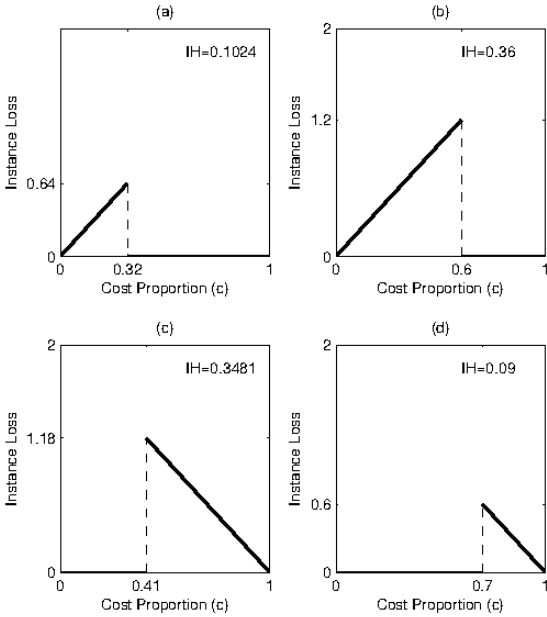 (a)
IH=0.1024
Instance Loss
0.64
0
0
0.32
1
Cost Proportion (c)
(b)
2
IH=0.36
Instance Loss
1.2
0
0
0.6
1
Cost Proportion (c)
(c)
2
IH=0.3481
Instance Loss
1.18
0
0
0.41
1
Cost Proportion (c)
(d)
2
IH=0.09
Instance Loss
0.6
0
0
0.7
1
Cost Proportion (c)